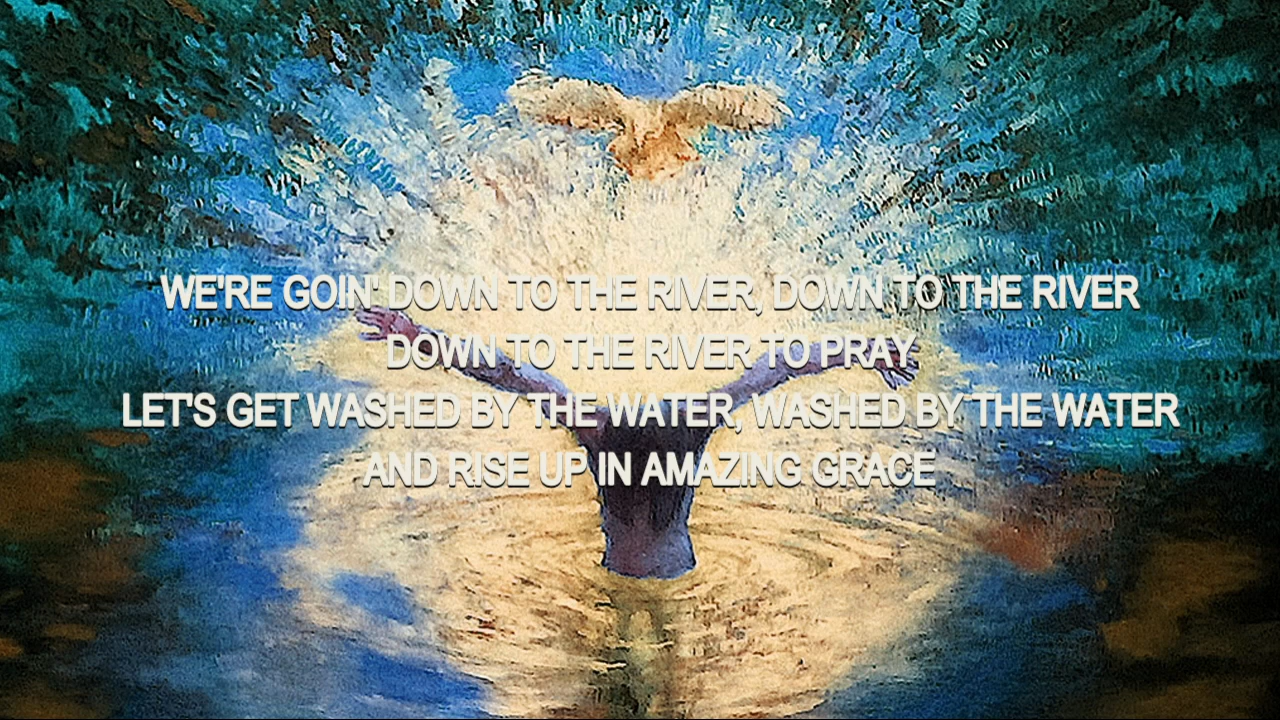 WE'RE GOIN' DOWN TO THE RIVER, DOWN TO THE RIVER
DOWN TO THE RIVER TO PRAY
LET'S GET WASHED BY THE WATER, WASHED BY THE WATER
AND RISE UP IN AMAZING GRACE